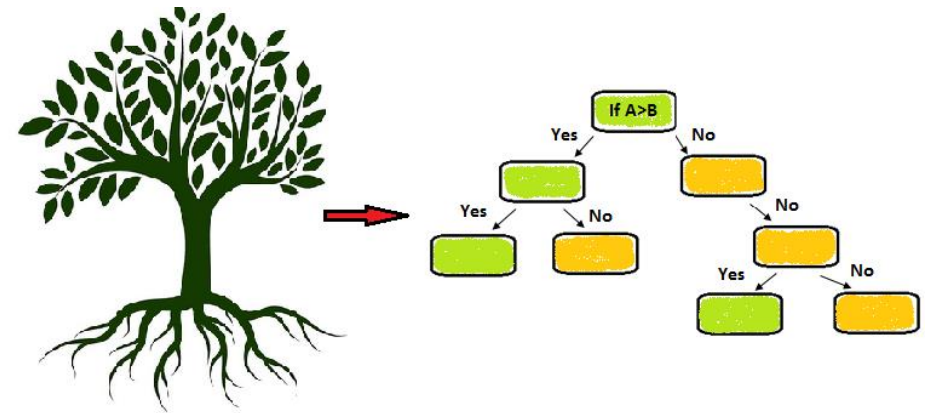 If A>B
Yes
No
Yes
No
No
Yes
No